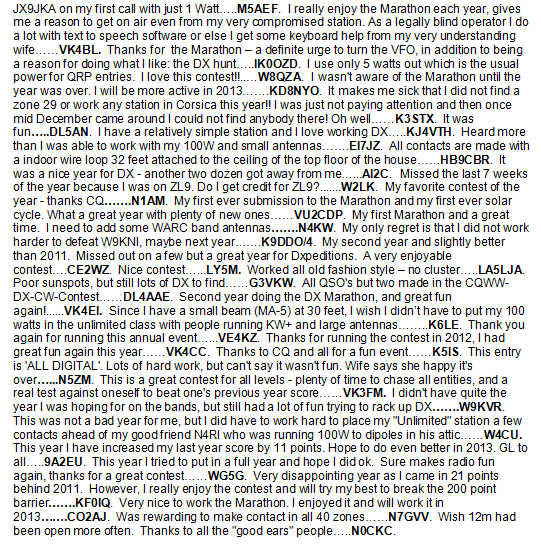 JX9JKA on my first call with just 1 Watt.....M5AEF.  I really enjoy the Marathon each year, gives
me a reason to get on air even from my very compromised station. As a legally blind operator I do
a lot with text to speech software or else I get some keyboard help from my very understanding
wife......VK4BL.  Thanks for  the Marathon – a definite urge to turn the VFO, in addition to being
a reason for doing what I like: the DX hunt.....IK0OZD.  I use only 5 watts out which is the usual
power for QRP entries.  I love this contest!!.....W8QZA.  I wasn't aware of the Marathon until the
year was over. I will be more active in 2013.......KD8NYO.  It makes me sick that I did not find a
zone 29 or work any station in Corsica this year!! I was just not paying attention and then once
mid December came around I could not find anybody there! Oh well......K3STX.  It was
fun.....DL5AN.  I have a relatively simple station and I love working DX.....KJ4VTH.  Heard more
than I was able to work with my 100W and small antennas.......EI7JZ.  All contacts are made with
a indoor wire loop 32 feet attached to the ceiling of the top floor of the house......HB9CBR.  It
was a nice year for DX - another two dozen got away from me.....AI2C.  Missed the last 7 weeks
of the year because I was on ZL9. Do I get credit for ZL9?.......W2LK.  My favorite contest of the
year - thanks CQ.......N1AM.  My first ever submission to the Marathon and my first ever solar
cycle. What a great year with plenty of new ones......VU2CDP.  My first Marathon and a great
time.  I need to add some WARC band antennas.......N4KW.  My only regret is that I did not work
harder to defeat W9KNI, maybe next year......K9DDO/4.  My second year and slightly better
than 2011.  Missed out on a few but a great year for Dxpeditions.  A very enjoyable
contest....CE2WZ.  Nice contest.....LY5M.  Worked all old fashion style – no cluster.....LA5LJA.
Poor sunspots, but still lots of DX to find......G3VKW.  All QSO's but two made in the CQWW-
DX-CW-Contest......DL4AAE.  Second year doing the DX Marathon, and great fun
again!......VK4EI.  Since I have a small beam (MA-5) at 30 feet, I wish I didn't have to put my 100
watts in the unlimited class with people running KW+ and large antennas........K6LE.  Thank you
again for running this annual event......VE4KZ.  Thanks for running the contest in 2012, I had
great fun again this year......VK4CC.  Thanks to CQ and all for a fun event......K5IS.  This entry
is 'ALL DIGITAL'. Lots of hard work, but can't say it wasn't fun. Wife says she happy it's
over......N5ZM.  This is a great contest for all levels - plenty of time to chase all entities, and a
real test against oneself to beat one's previous year score......VK3FM.  I didn't have quite the
year I was hoping for on the bands, but still had a lot of fun trying to rack up DX.......W9KVR.
This was not a bad year for me, but I did have to work hard to place my "Unlimited" station a few
contacts ahead of my good friend N4RI who was running 100W to dipoles in his attic......W4CU.
This year I have increased my last year score by 11 points. Hope to do even better in 2013. GL to
all.....9A2EU.  This year I tried to put in a full year and hope I did ok.  Sure makes radio fun
again, thanks for a great contest......WG5G.  Very disappointing year as I came in 21 points
behind 2011.  However, I really enjoy the contest and will try my best to break the 200 point
barrier.......KF0IQ.  Very nice to work the Marathon. I enjoyed it and will work it in
2013.......CO2AJ.  Was rewarding to make contact in all 40 zones......N7GVV.  Wish 12m had
been open more often.  Thanks to all the "good ears" people.....N0CKC.